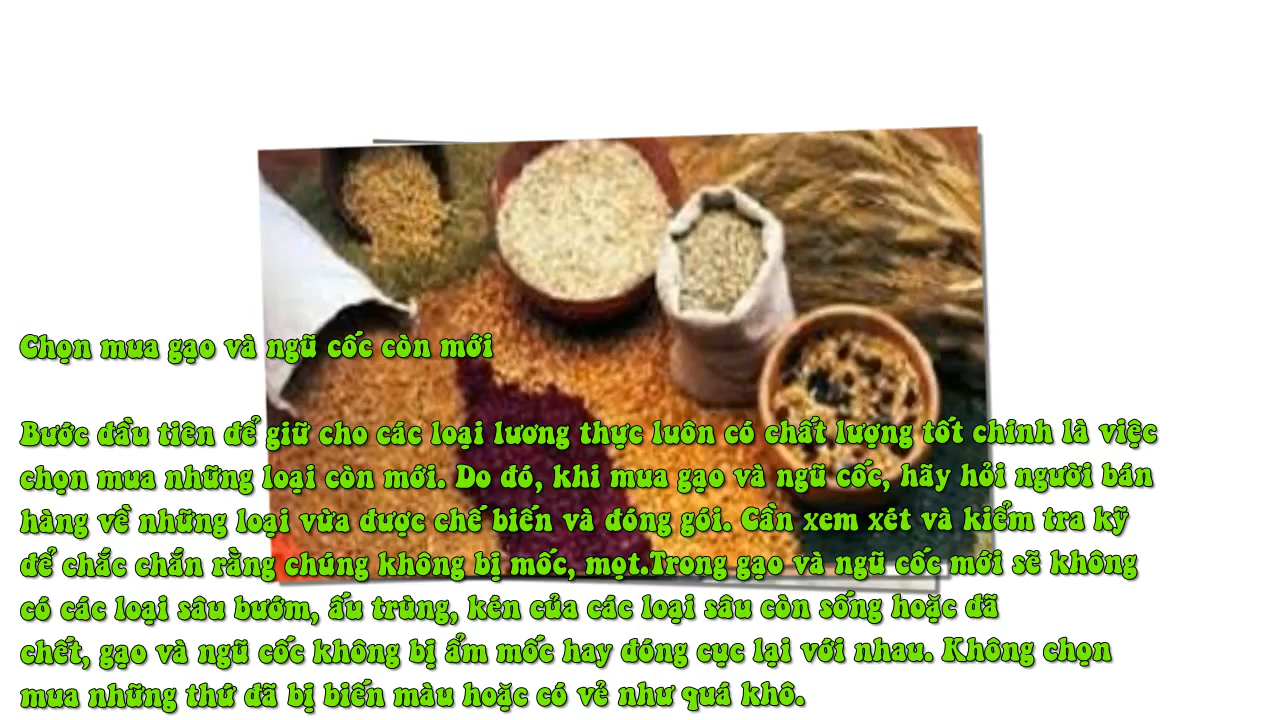 Chọn mua gạo và ngũ cốc còn mới
Bước đầu tiên để giữ cho các loại lương thực luôn có chất lượng tốt chính là việc
chọn mua những loại còn mới. Do đó, khi mua gạo và ngũ cốc, hãy hỏi người bán
hàng về những loại vừa được chế biến và đóng gói. Cần xem xét và kiểm tra kỹ
để chắc chắn rằng chúng không bị mốc, mọt.Trong gạo và ngũ cốc mới sẽ không
có các loại sâu bướm, ấu trùng, kén của các loại sâu còn sống hoặc đã
chết, gạo và ngũ cốc không bị ẩm mốc hay đóng cục lại với nhau. Không chọn
mua những thứ đã bị biến màu hoặc có vẻ như quá khô.